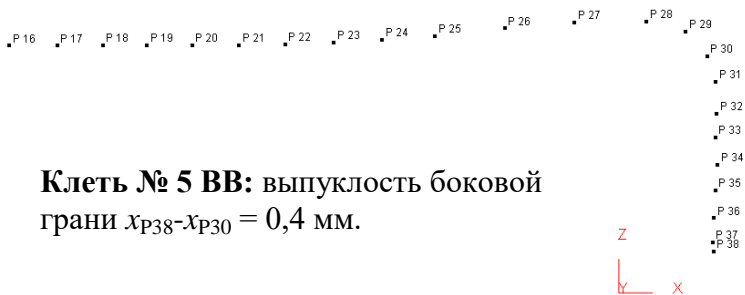 P 16 P 17 P 18 P 19 P 20 P 21 P 22 P 23 P 24 P 25 P 26 P 27 P 28 P 29
P 30
P 31
P 32
P 33
P 34
P 35
P 36
P 37
P 38
Клеть № 5 ВВ: выпуклость боковой
грани xP38-xP30 = 0,4 мм.
Z
Y X